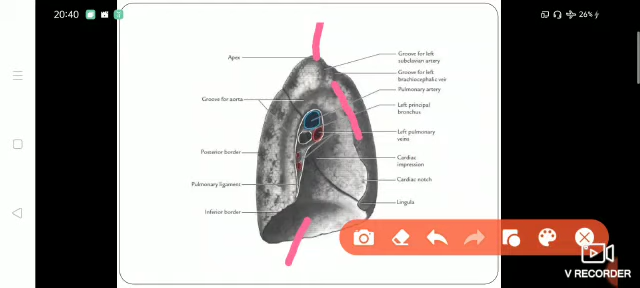 20:40
26%
Apex
Groove for left
subclavian artery
Groove for left
brachiocephalic vein
Pulmonary artery
Groove for aorta
Left principal
bronchus
Left pulmonary
veins
Posterior border
Cardiac
impression
Cardiac notch
Pulmonary ligament
Lingula
Inferior border
V RECORDER